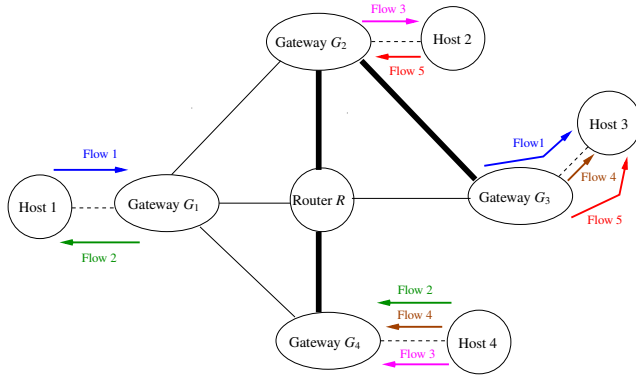 Flow 3
Gateway G2
Host 2
Flow 5
Flow 1
Flow1
Host 3
Flow 4
Host 1
Gateway G1
Router R
Gateway G3
Flow 5
Flow 2
Flow 2
Flow 4
Gateway G4
Host 4
Flow 3